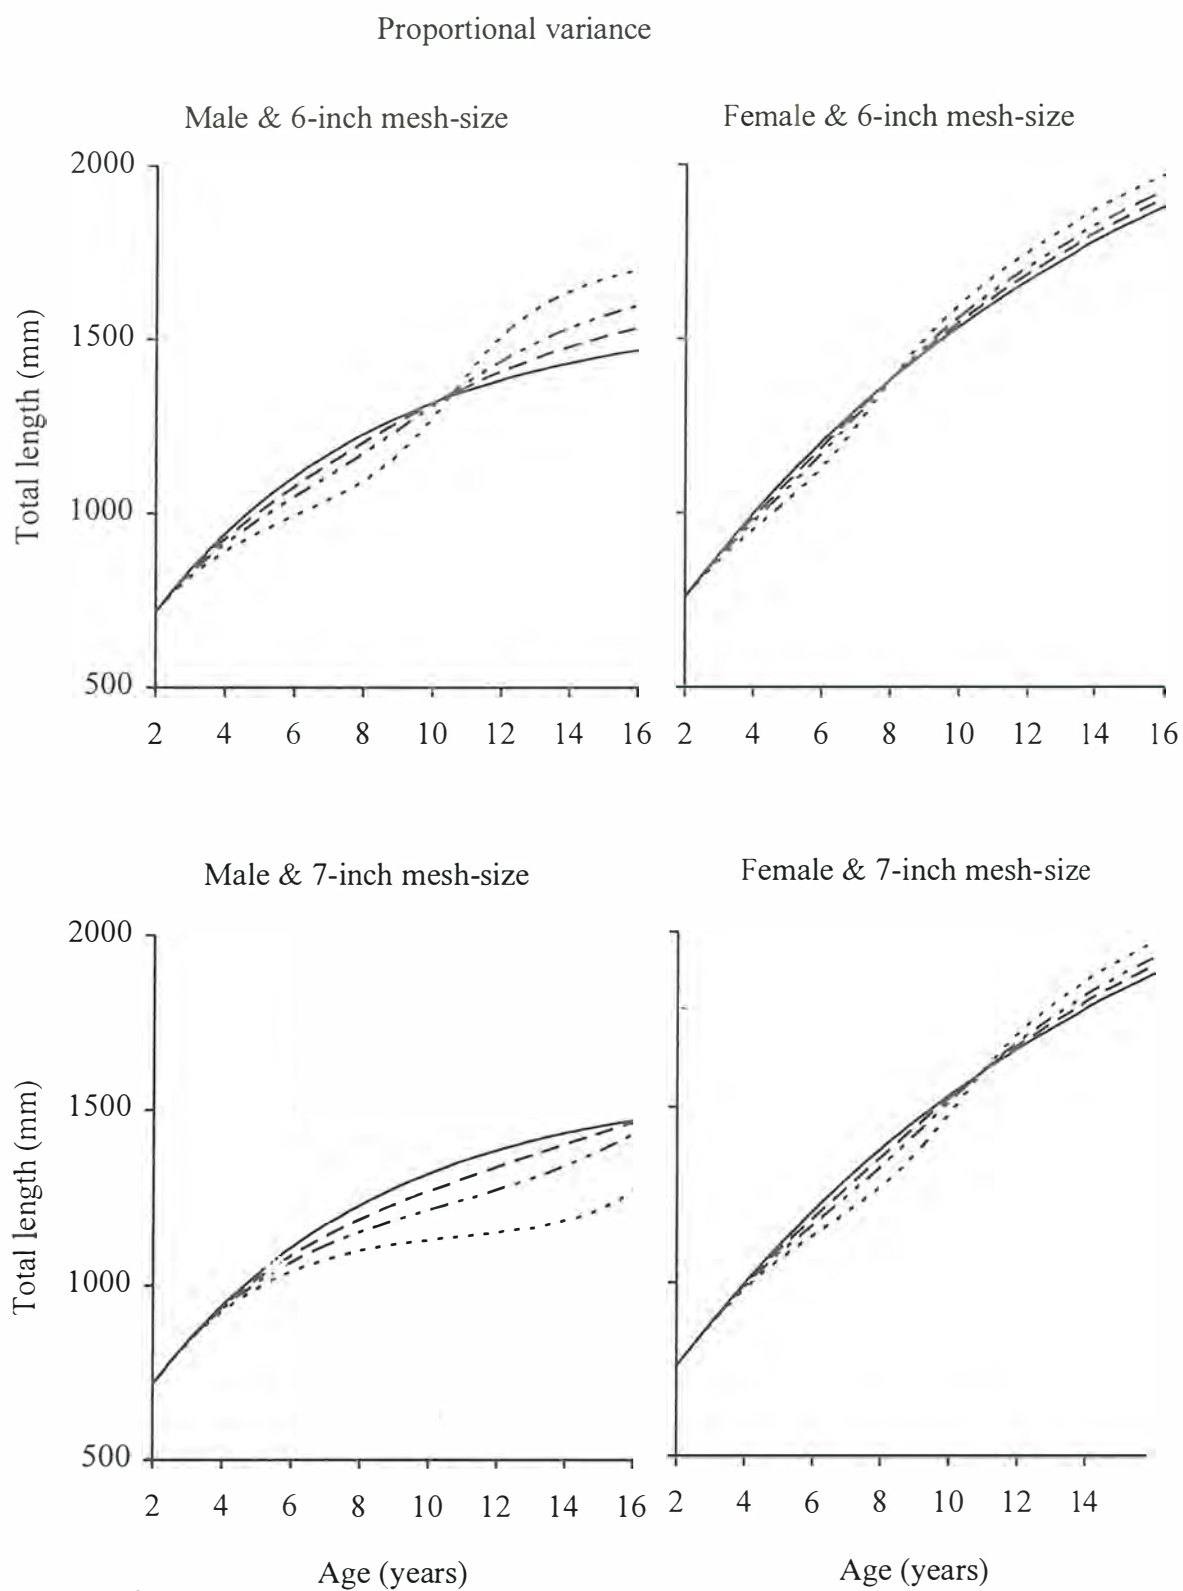 Proportional variance
Male & 6-inch mesh-size
Female & 6-inch mesh-size
2000
1500
1000
500
Total length (mm)
2 4 6 8 10 12 14 16
2 4 6 8 10 12 14 16
Male & 7-inch mesh-size
Female & 7-inch mesh-size
2000
1500
1000
500
Total length (mm)
2 4 6 8 10 12 14 16
2 4 6 8 10 12 14
Age (years)
Age (years)